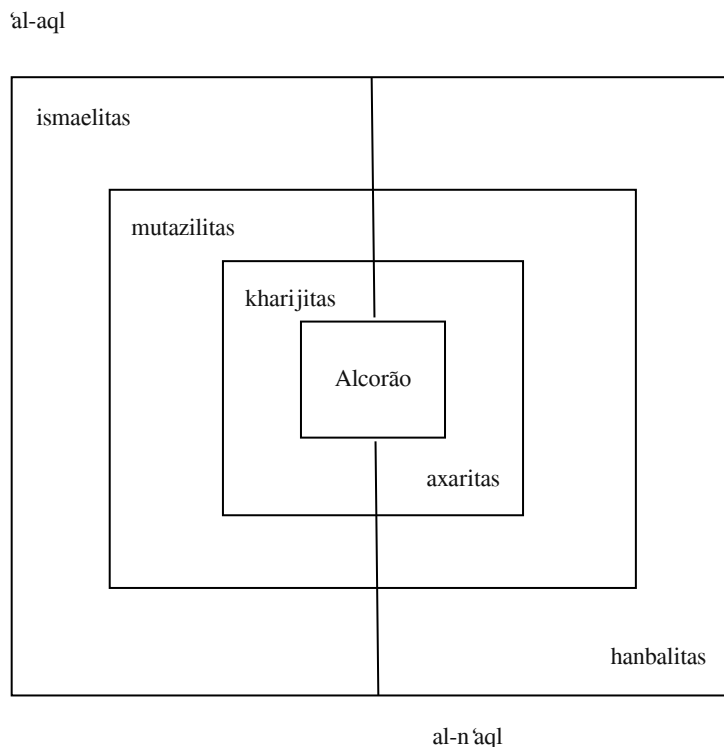 ‘al-aql
ismaelitas
mutazilitas
kharijitas
Alcorão
axaritas
hanbalitas
al-n‘aql